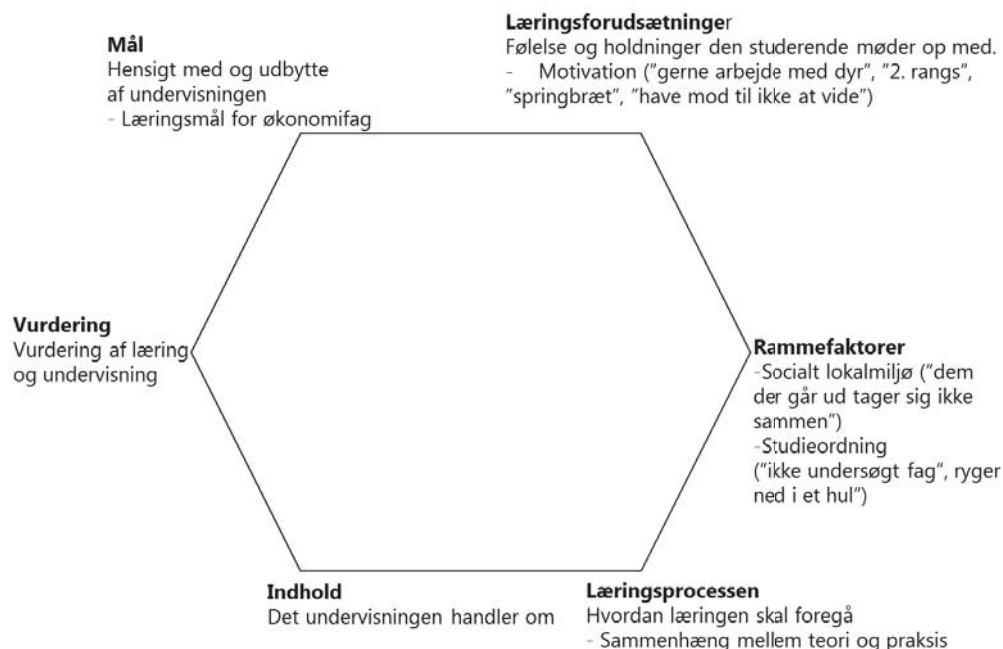 Mål
Hensigt med og udbytte
af undervisningen
- Læringsmål for økonomifag
Læringsforudsætninger
Følelse og holdninger den studerende møder op med.
- Motivation ("gerne arbejde med dyr", "2. rangs",
"springbræt", "have mod til ikke at vide")
Vurdering
Vurdering af læring
og undervisning
Rammefaktorer
-Socialt lokalmiljø ("dem
der går ud tager sig ikke
sammen")
-Studieordning
("ikke undersøgt fag", ryger
ned i et hul")
Indhold
Det undervisningen handler om
Læringsprocessen
Hvordan læringen skal foregå
- Sammenhæng mellem teori og praksis